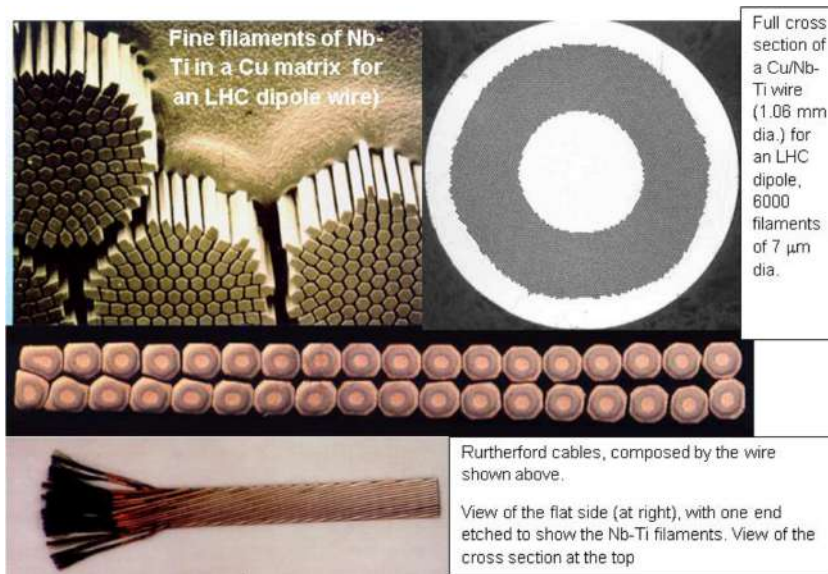 Fine filaments of Nb-
Ti in a Cu matrix for
an LHC dipole wire)
Full cross
section of
a Cu/Nb-
Ti wire
(1.06 mm
dia.) for
an LHC
dipole,
6000
filaments
of 7 μm
dia.
Rurtherford cables, composed by the wire
shown above.
View of the flat side (at right), with one end
etched to show the Nb-Ti filaments. View of the
cross section at the top